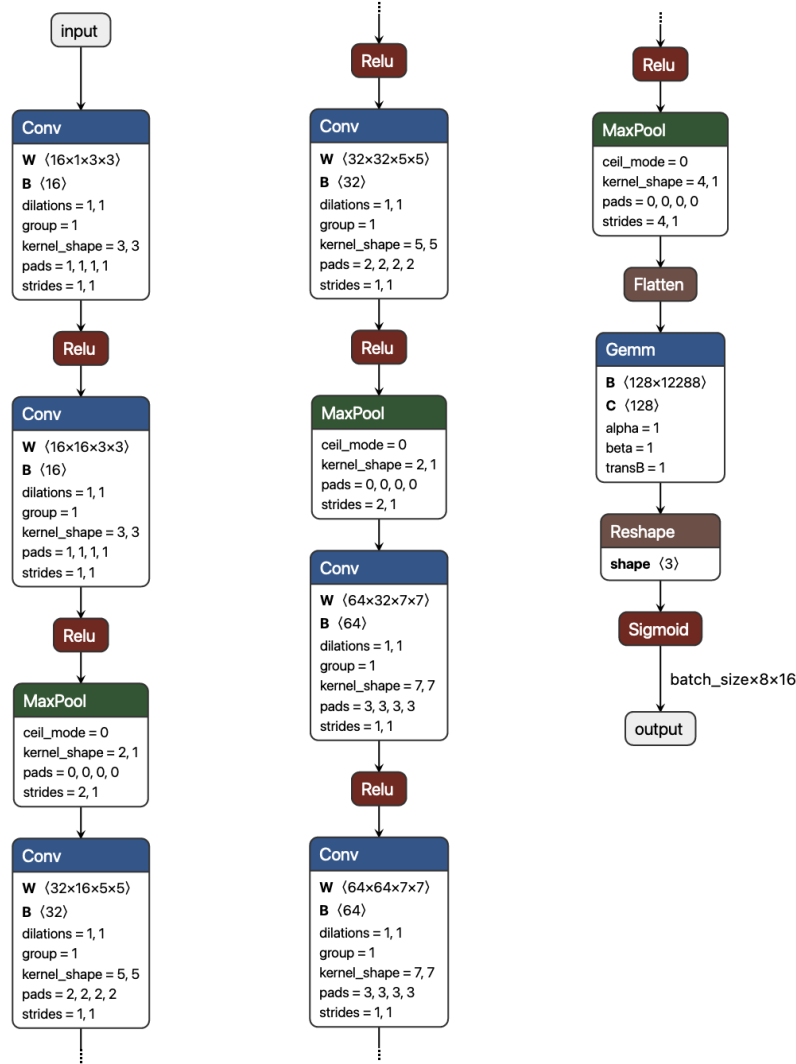 input
Conv
W ⟨16×1×3×3⟩
B ⟨16⟩
dilations = 1, 1
group = 1
kernel_shape = 3, 3
pads = 1, 1, 1, 1
strides = 1, 1
Relu
Conv
W ⟨16×16×3×3⟩
B ⟨16⟩
dilations = 1, 1
group = 1
kernel_shape = 3, 3
pads = 1, 1, 1, 1
strides = 1, 1
Relu
MaxPool
ceil_mode = 0
kernel_shape = 2, 1
pads = 0, 0, 0, 0
strides = 2, 1
Conv
W ⟨32×16×5×5⟩
B ⟨32⟩
dilations = 1, 1
group = 1
kernel_shape = 5, 5
pads = 2, 2, 2, 2
strides = 1, 1
Relu
Conv
W ⟨32×32×5×5⟩
B ⟨32⟩
dilations = 1, 1
group = 1
kernel_shape = 5, 5
pads = 2, 2, 2, 2
strides = 1, 1
Relu
MaxPool
ceil_mode = 0
kernel_shape = 2, 1
pads = 0, 0, 0, 0
strides = 2, 1
Conv
W ⟨64×32×7×7⟩
B ⟨64⟩
dilations = 1, 1
group = 1
kernel_shape = 7, 7
pads = 3, 3, 3, 3
strides = 1, 1
Relu
Conv
W ⟨64×64×7×7⟩
B ⟨64⟩
dilations = 1, 1
group = 1
kernel_shape = 7, 7
pads = 3, 3, 3, 3
strides = 1, 1
Relu
MaxPool
ceil_mode = 0
kernel_shape = 4, 1
pads = 0, 0, 0, 0
strides = 4, 1
Flatten
Gemm
B ⟨128×12288⟩
C ⟨128⟩
alpha = 1
beta = 1
transB = 1
Reshape
shape ⟨3⟩
Sigmoid
batch_size×8×16
output